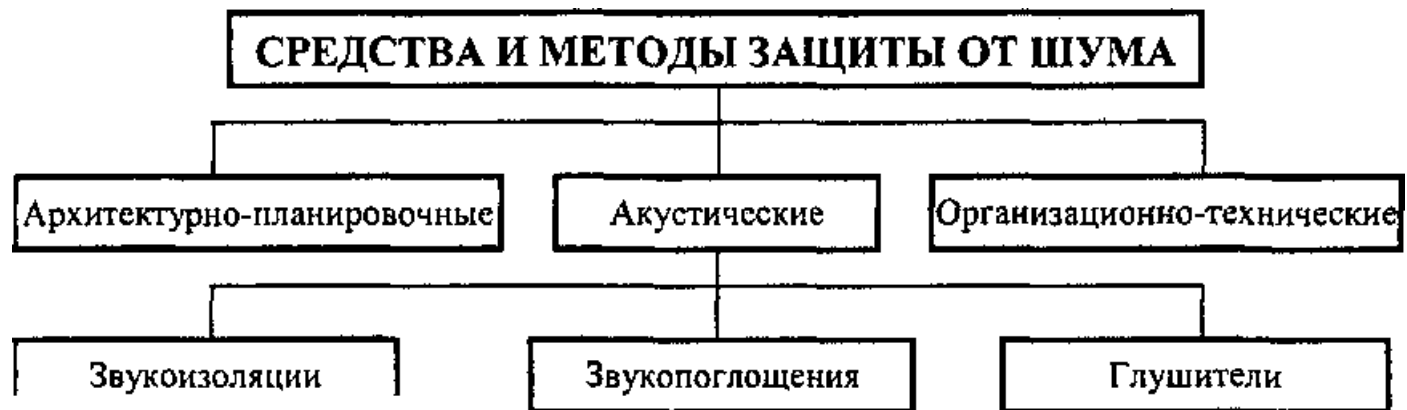 СРЕДСТВА И МЕТОДЫ ЗАЩИТЫ ОТ ШУМА
Архитектурно-планировочные
Акустические
Организационно-технические
Звукоизоляции
Звукопоглощения
Глушители